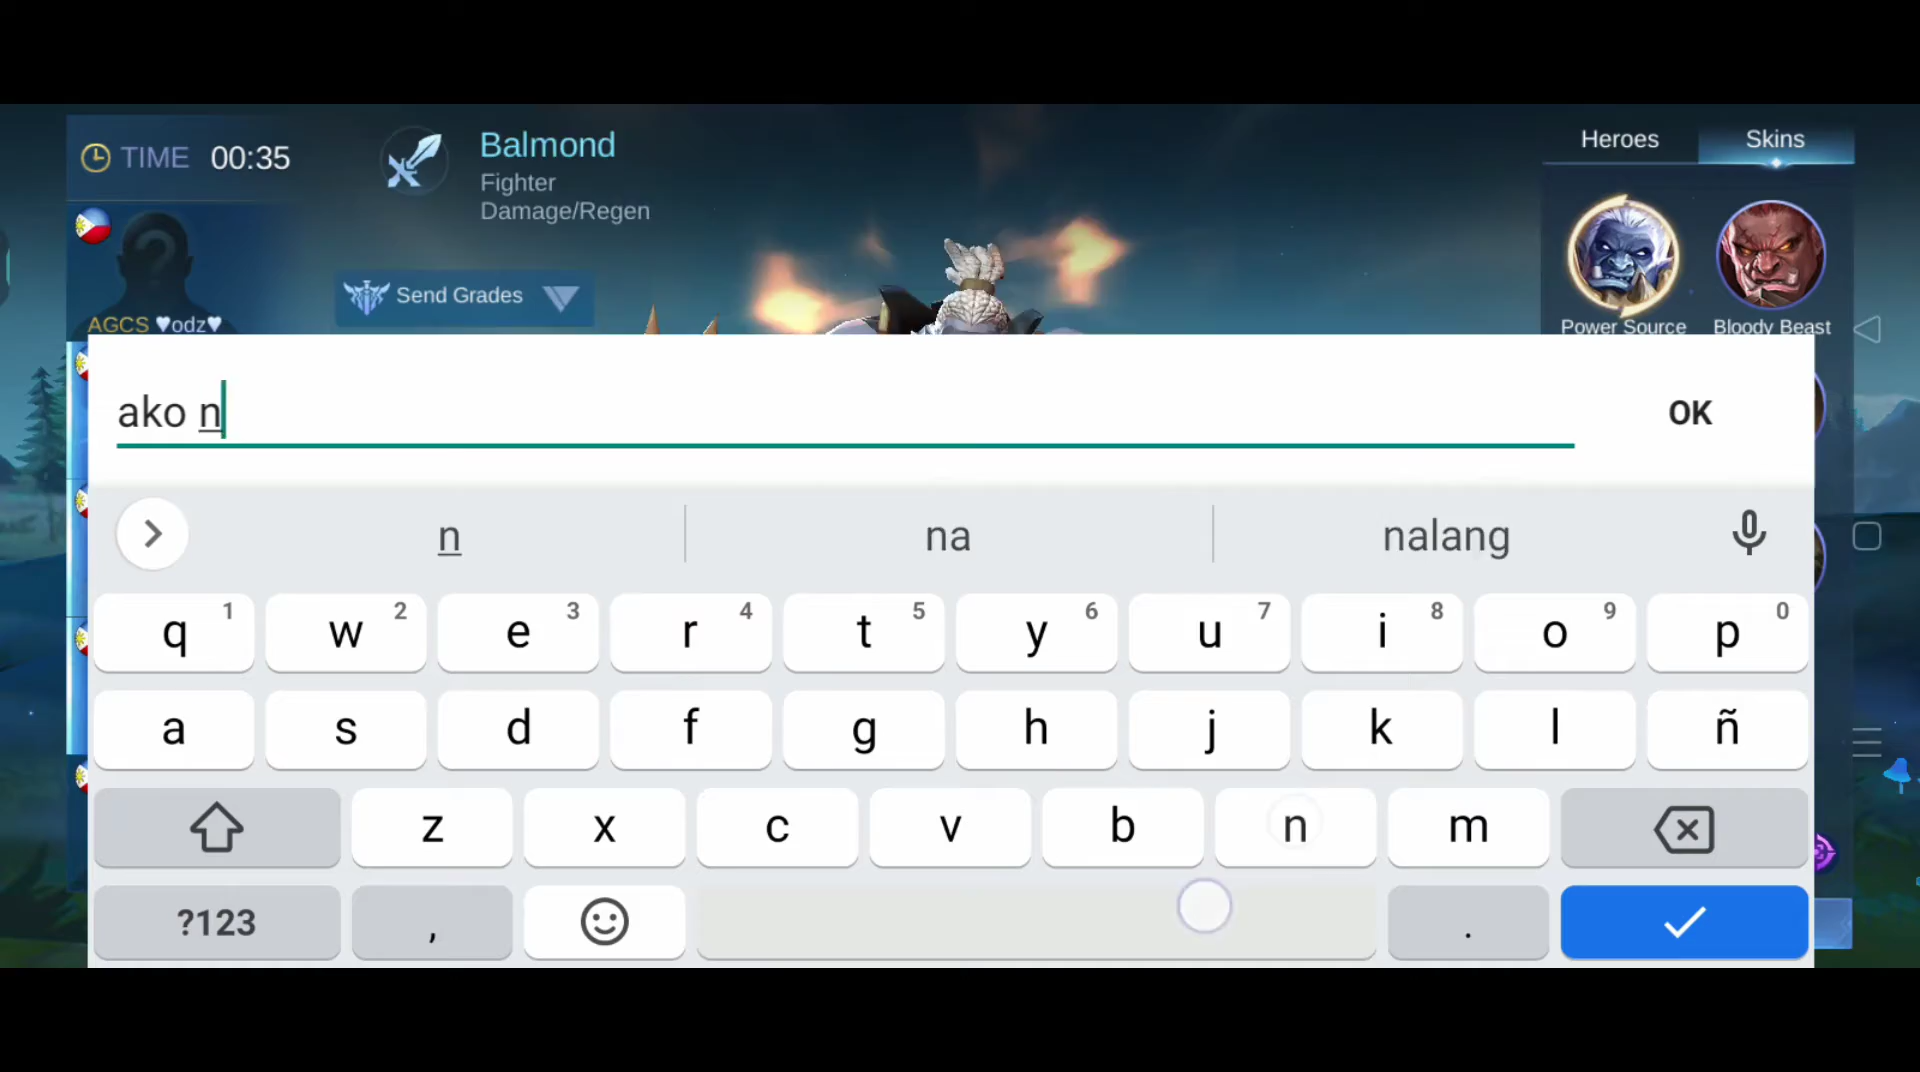 TIME 00:35
Balmond
Fighter
Damage/Regen
Heroes
Skins
Send Grades
AGCS ♥odz♥
Power Source
Bloody Beast
ako n
OK
n
na
nalang
q 1 w 2 e 3 r 4 t 5 y 6 u 7 i 8 o 9 p 0
a s d f g h j k l ñ
z x c v b n m
?123 , .